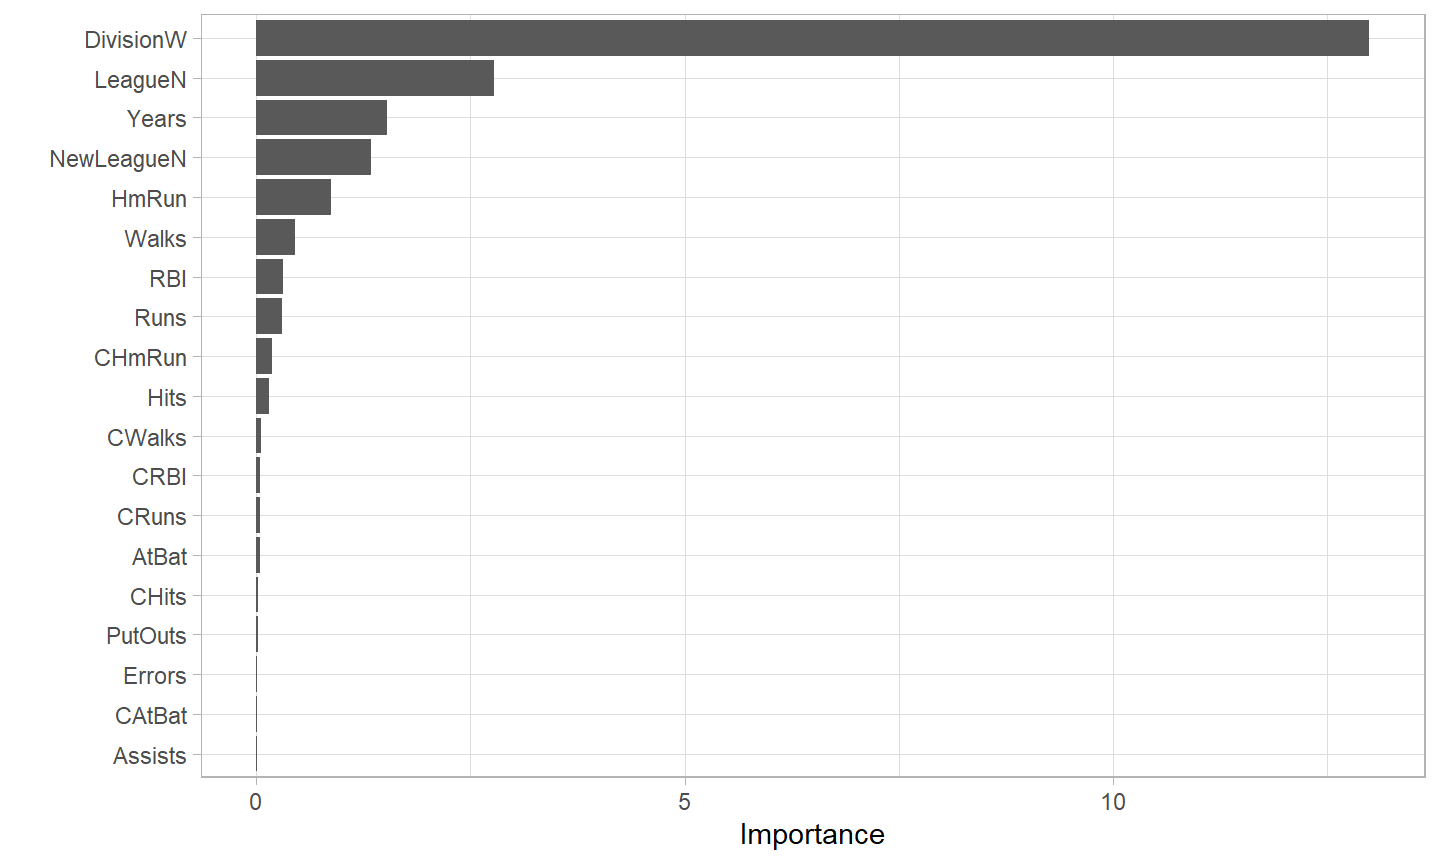 DivisionW
LeagueN
Years
NewLeagueN
HmRun
Walks
RBI
Runs
CHmRun
Hits
CWalks
CRBI
CRuns
AtBat
CHits
PutOuts
Errors
CAtBat
Assists
0 5 10
Importance